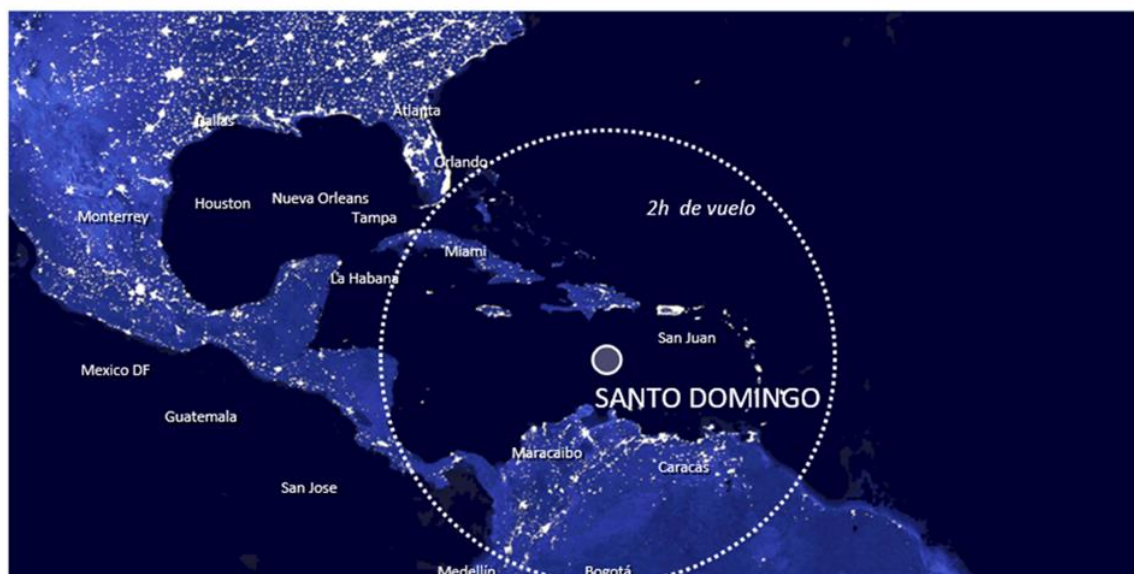 Atlanta
Dallas
Orlando
Houston
Nueva Orleans
2h de vuelo
Monterrey
Tampa
Miami
La Habana
San Juan
Mexico DF
SANTO DOMINGO
Guatemala
Maracaibo
Caracas
San Jose
Medellín
Bogotá